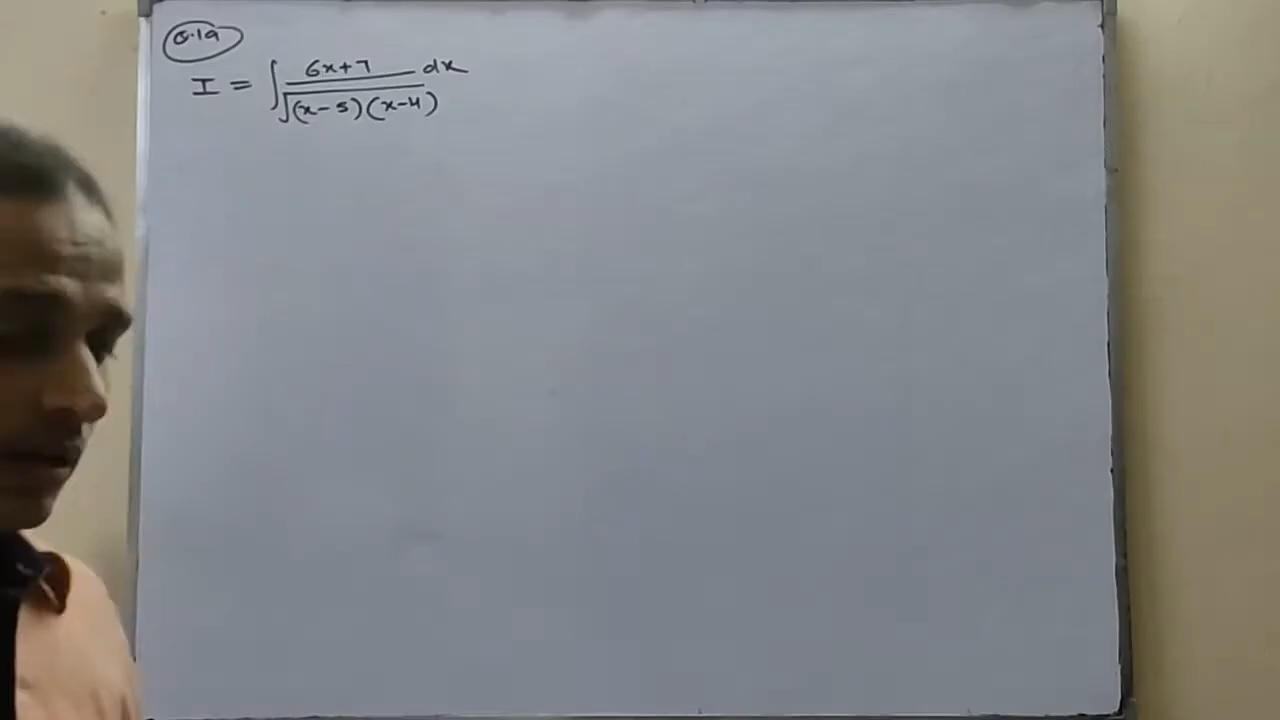 Q.19
I = ∫ 6x+7 / √(x-5)(x-4) dx